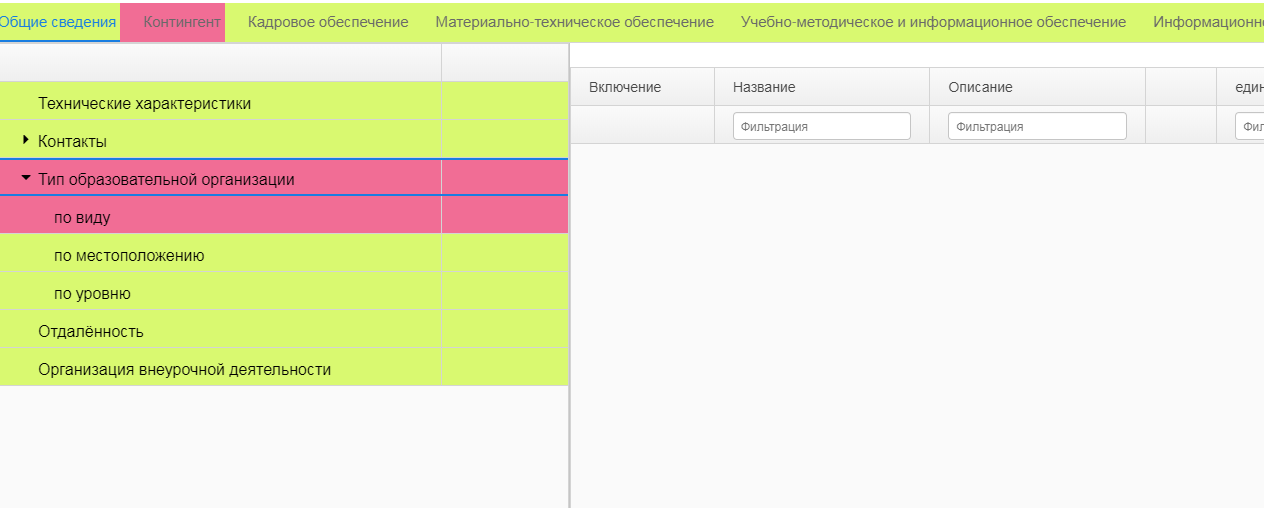 Общие сведения Контингент Кадровое обеспечение Материально-техническое обеспечение Учебно-методическое и информационное обеспечение
Технические характеристики
Контакты
Тип образовательной организации
по виду
по местоположению
по уровню
Отдалённость
Организация внеурочной деятельности
Включение Название Описание
Фильтрация Фильтрация